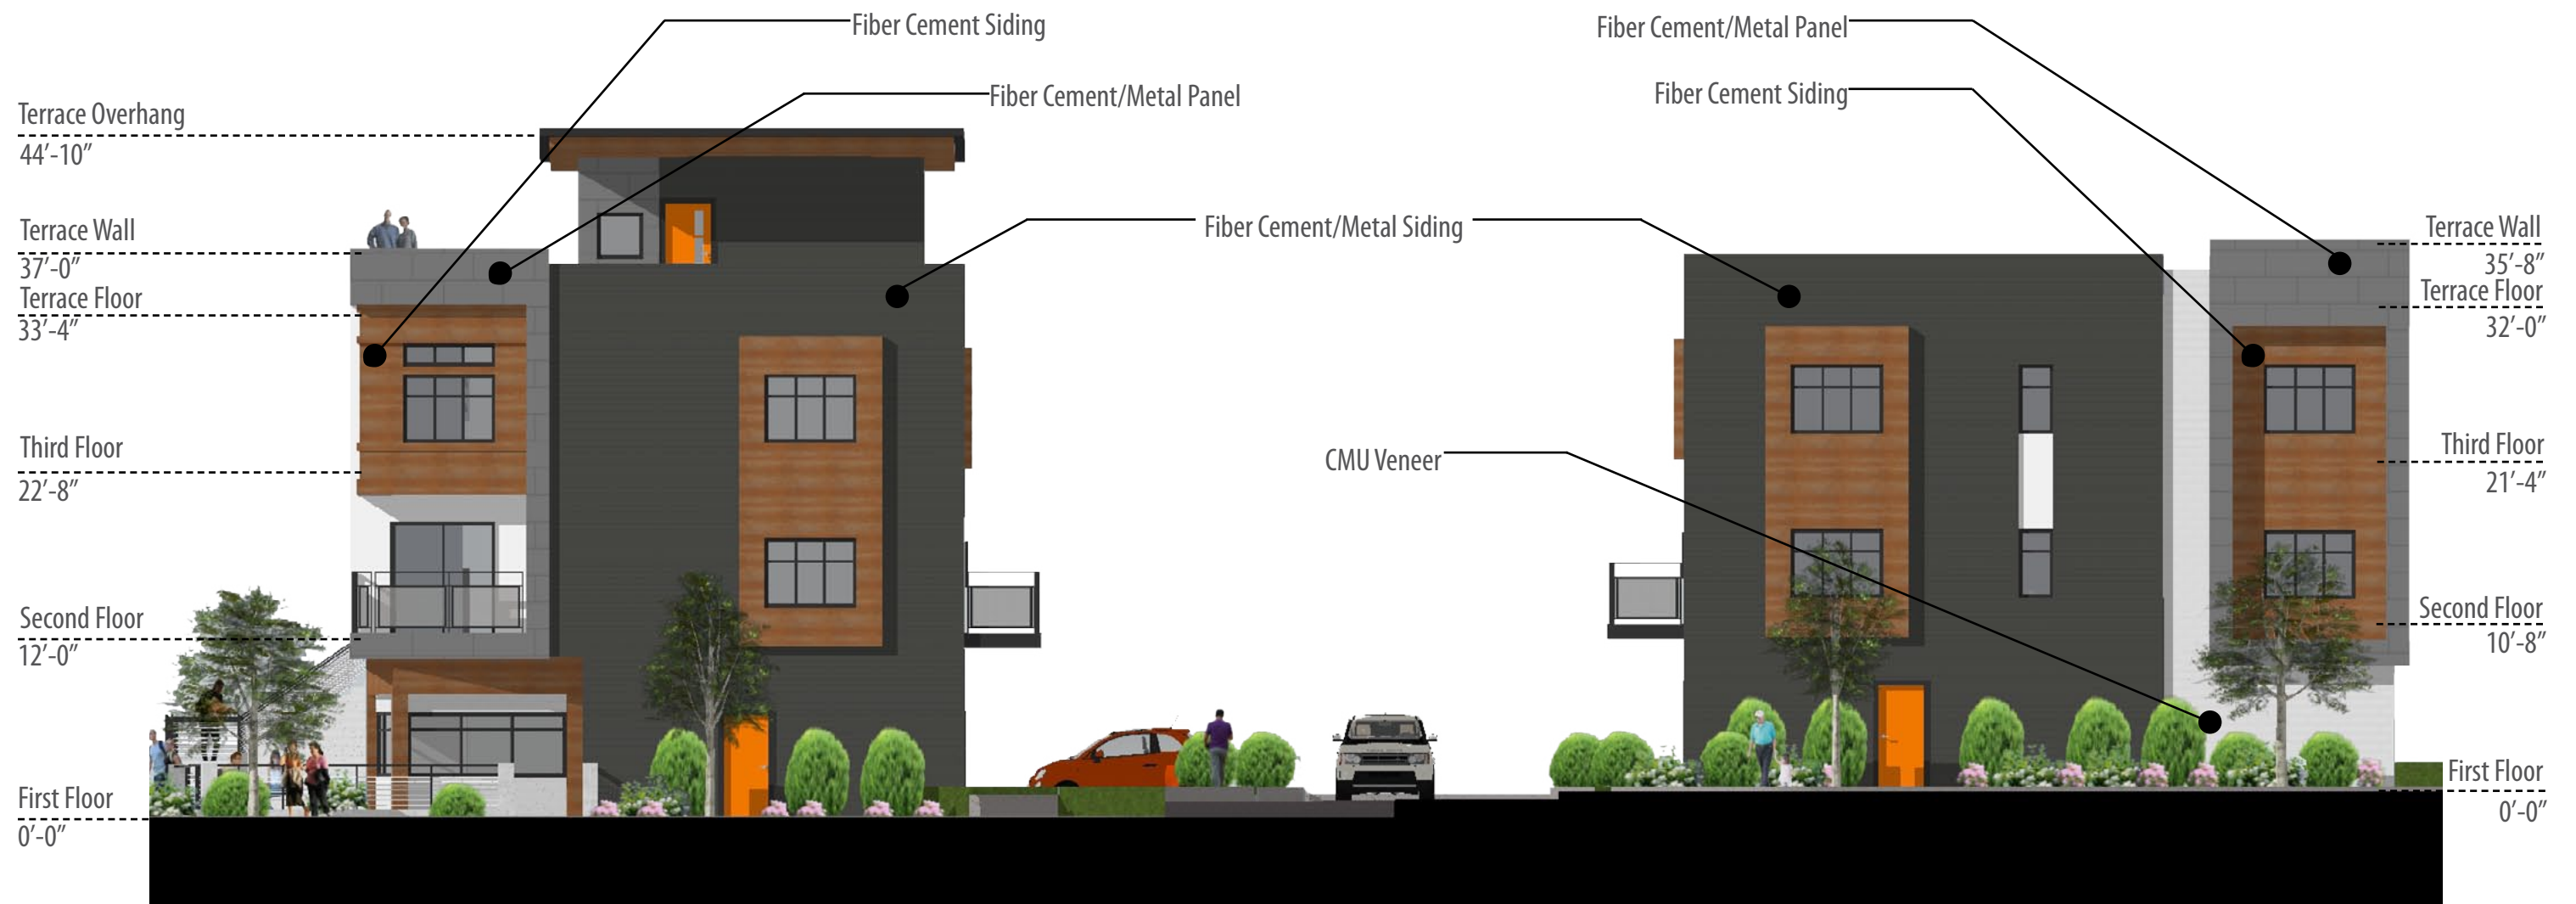 Fiber Cement Siding
Fiber Cement/Metal Panel
Fiber Cement/Metal Panel
Fiber Cement Siding
Terrace Overhang
44’-10”
Terrace Wall
37’-0”
Terrace Floor
33’-4”
Third Floor
22’-8”
Second Floor
12’-0”
First Floor
0’-0”
Fiber Cement/Metal Siding
CMU Veneer
Terrace Wall
35’-8”
Terrace Floor
32’-0”
Third Floor
21’-4”
Second Floor
10’-8”
First Floor
0’-0”